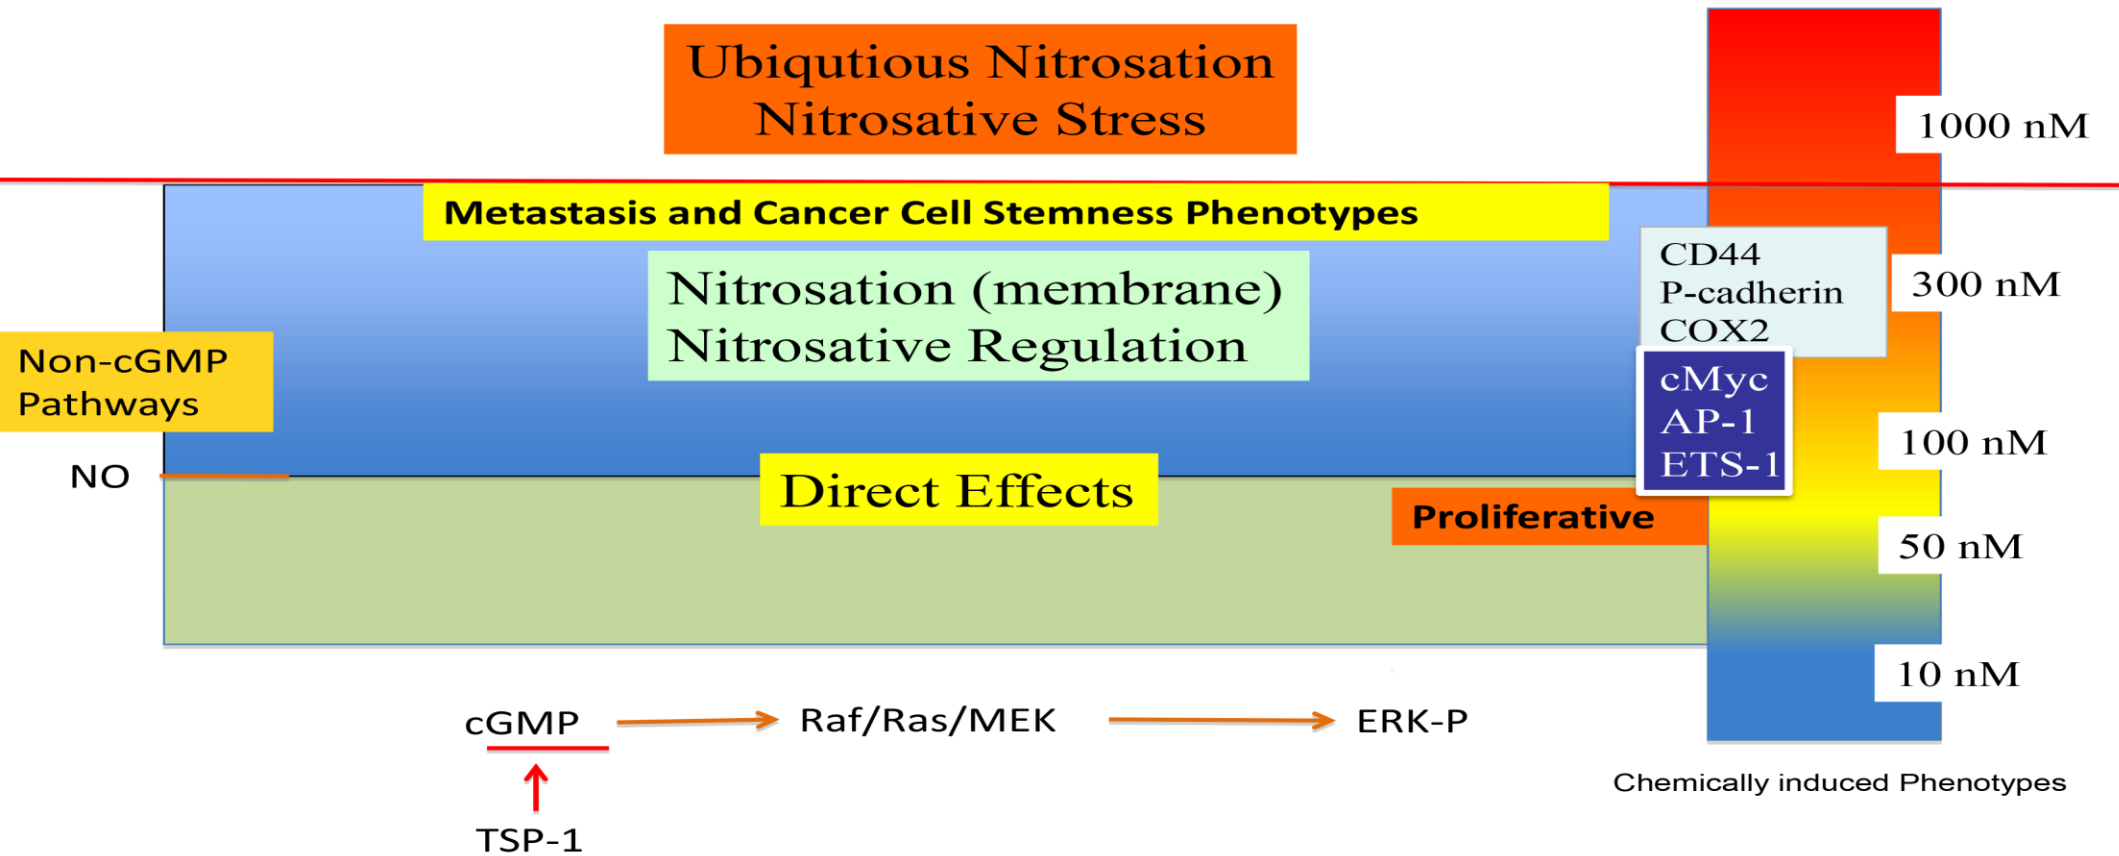 Ubiqutious Nitrosation
Nitrosative Stress
1000 nM
Metastasis and Cancer Cell Stemness Phenotypes
Nitrosation (membrane)
Nitrosative Regulation
CD44
P-cadherin
COX2
300 nM
Non-cGMP
Pathways
cMyc
AP-1
ETS-1
100 nM
NO
Direct Effects
Proliferative
50 nM
10 nM
cGMP
Raf/Ras/MEK
ERK-P
Chemically induced Phenotypes
TSP-1